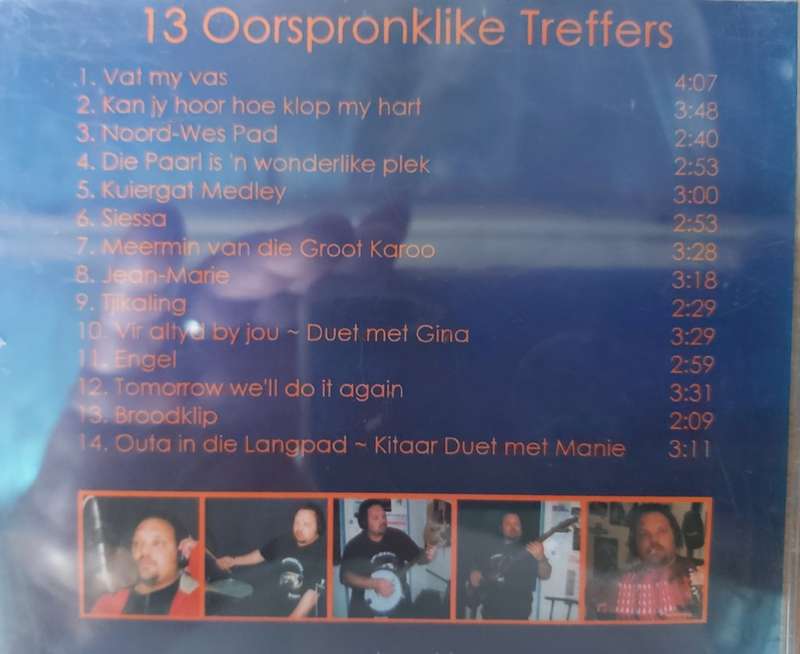 13 Oorspronklike Treffers
1. Vat my vas 4:07
2. Kan jy hoor hoe klop my hart 3:48
3. Noord-Wes Pad 2:40
4. Die Paarl is 'n wonderlike plek 2:53
5. Kuiergat Medley 3:00
6. Siessa 2:53
7. Meermin van die Groot Karoo 3:28
8. Jean-Marie 3:18
9. Tjikaling 2:29
10. Vir altyd by jou ~ Duet met Gina 3:29
11. Engel 2:59
12. Tomorrow we'll do it again 3:31
13. Broodklip 2:09
14. Outa in die Langpad ~ Kitaar Duet met Manie 3:11